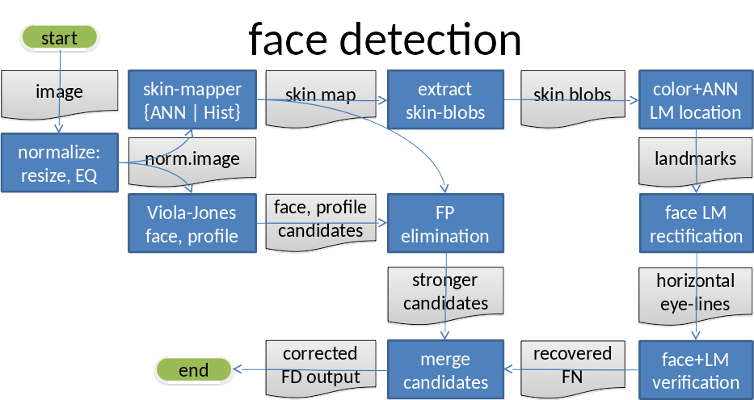 face detection
start
image
normalize:
resize, EQ
skin-mapper
{ANN | Hist}
norm.image
Viola-Jones
face, profile
skin map
face, profile
candidates
extract
skin-blobs
FP
elimination
stronger
candidates
skin blobs
color+ANN
LM location
landmarks
face LM
rectification
horizontal
eye-lines
face+LM
verification
recovered
FN
merge
candidates
corrected
FD output
end